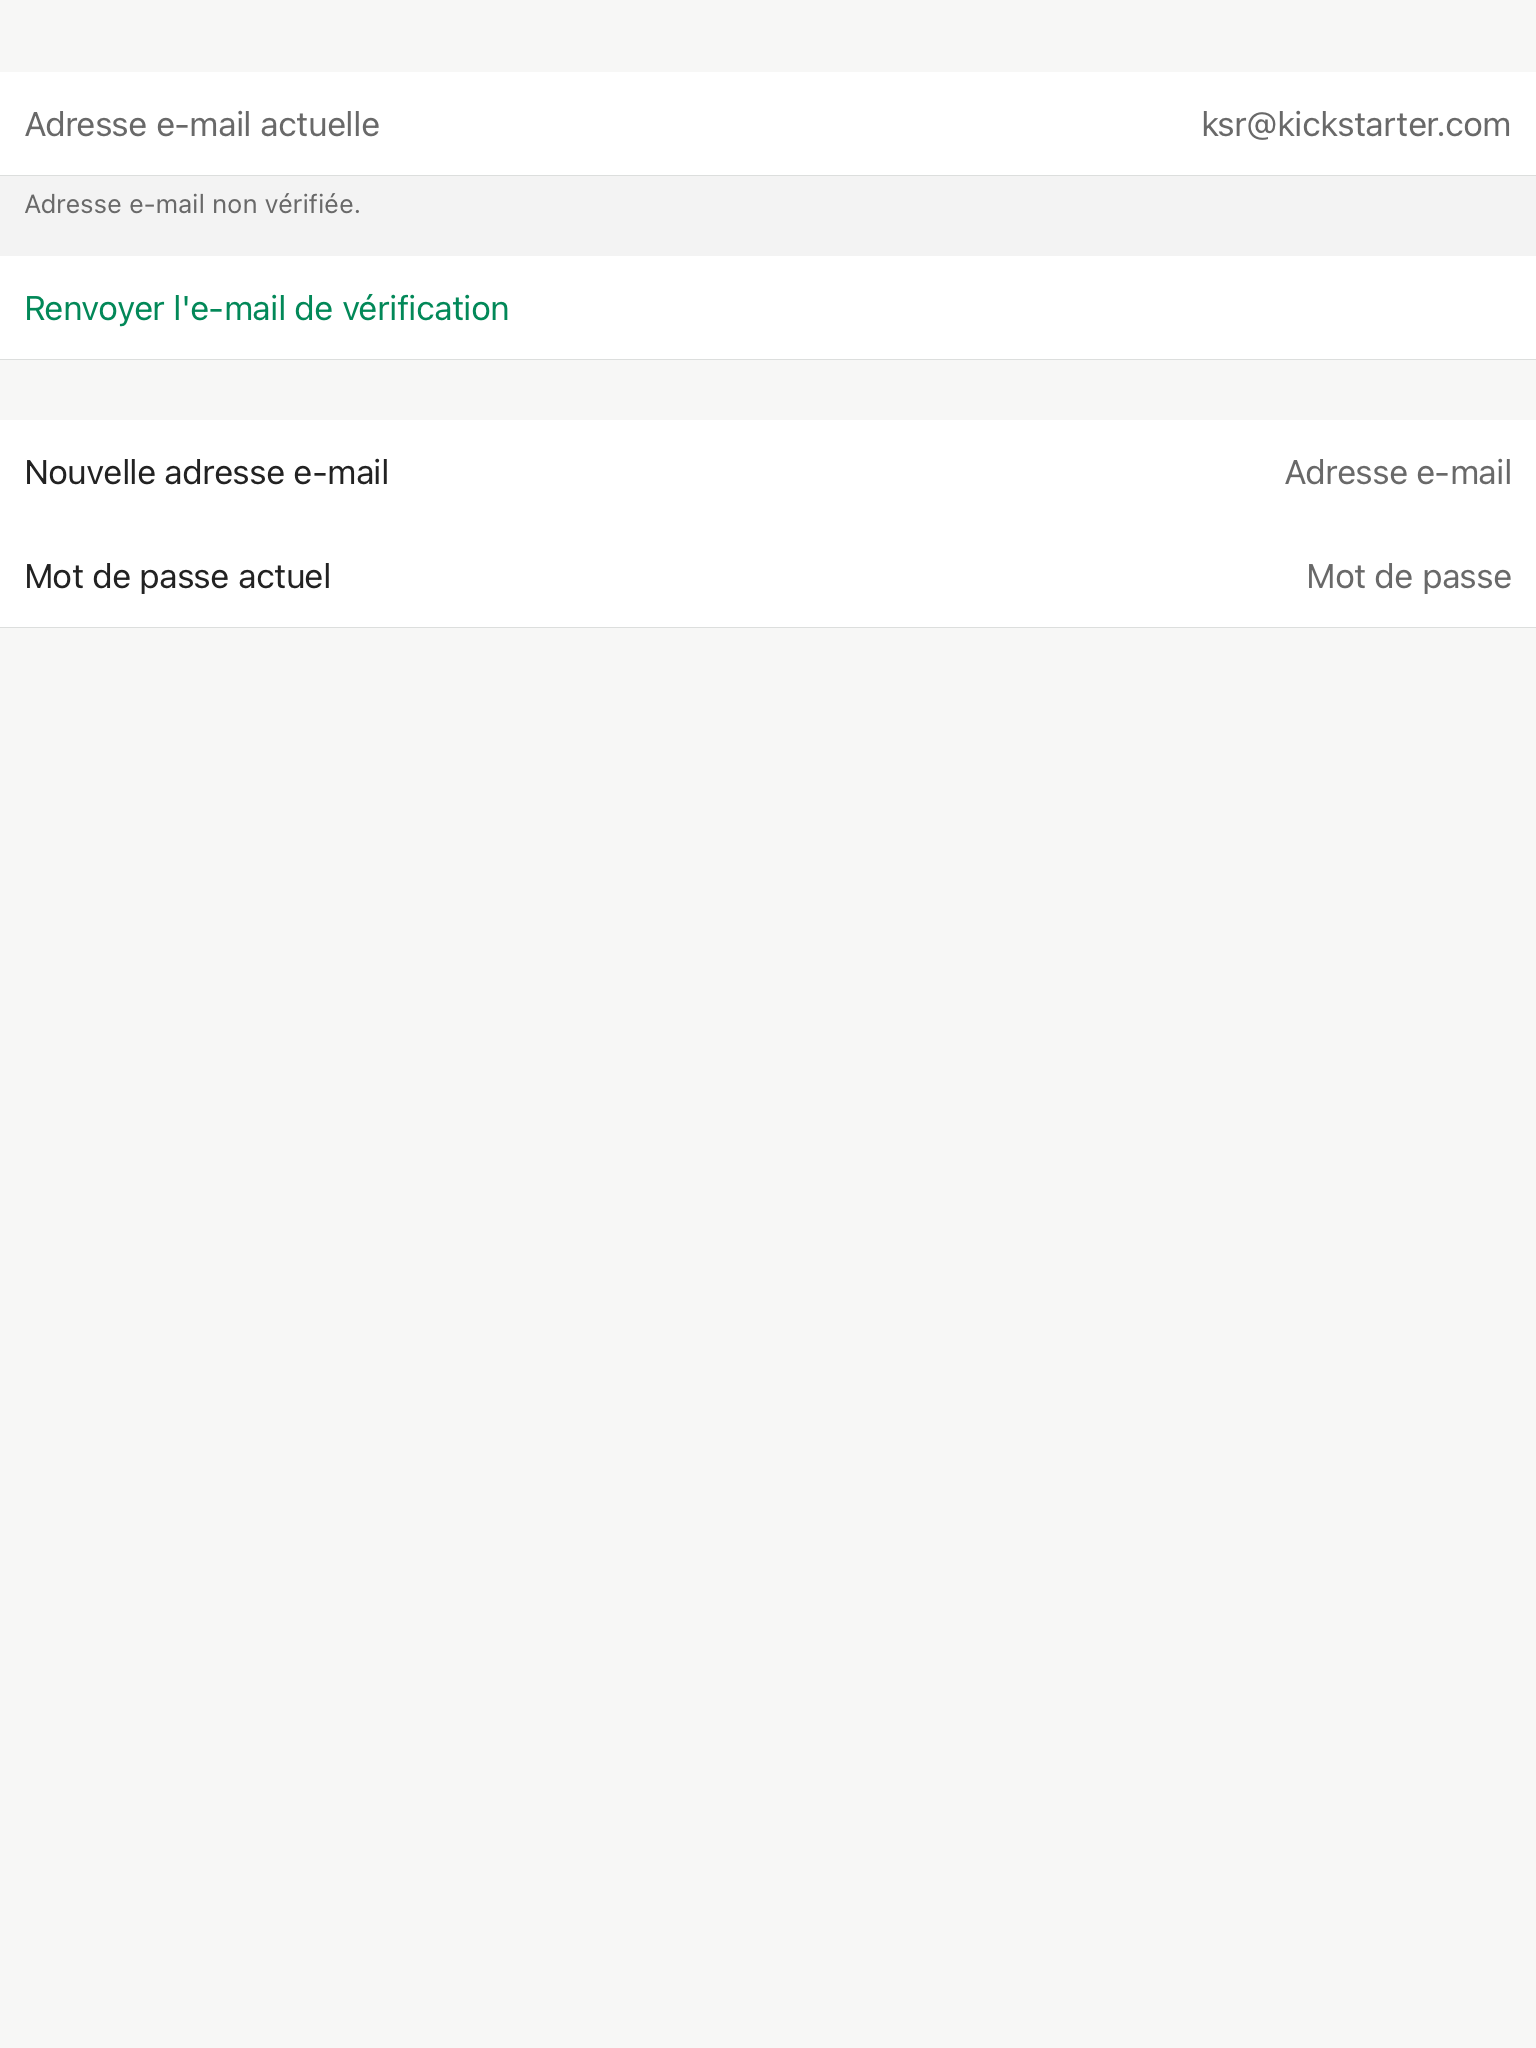 Adresse e-mail actuelle ksr@kickstarter.com
Adresse e-mail non vérifiée.
Renvoyer l'e-mail de vérification
Nouvelle adresse e-mail Adresse e-mail
Mot de passe actuel Mot de passe